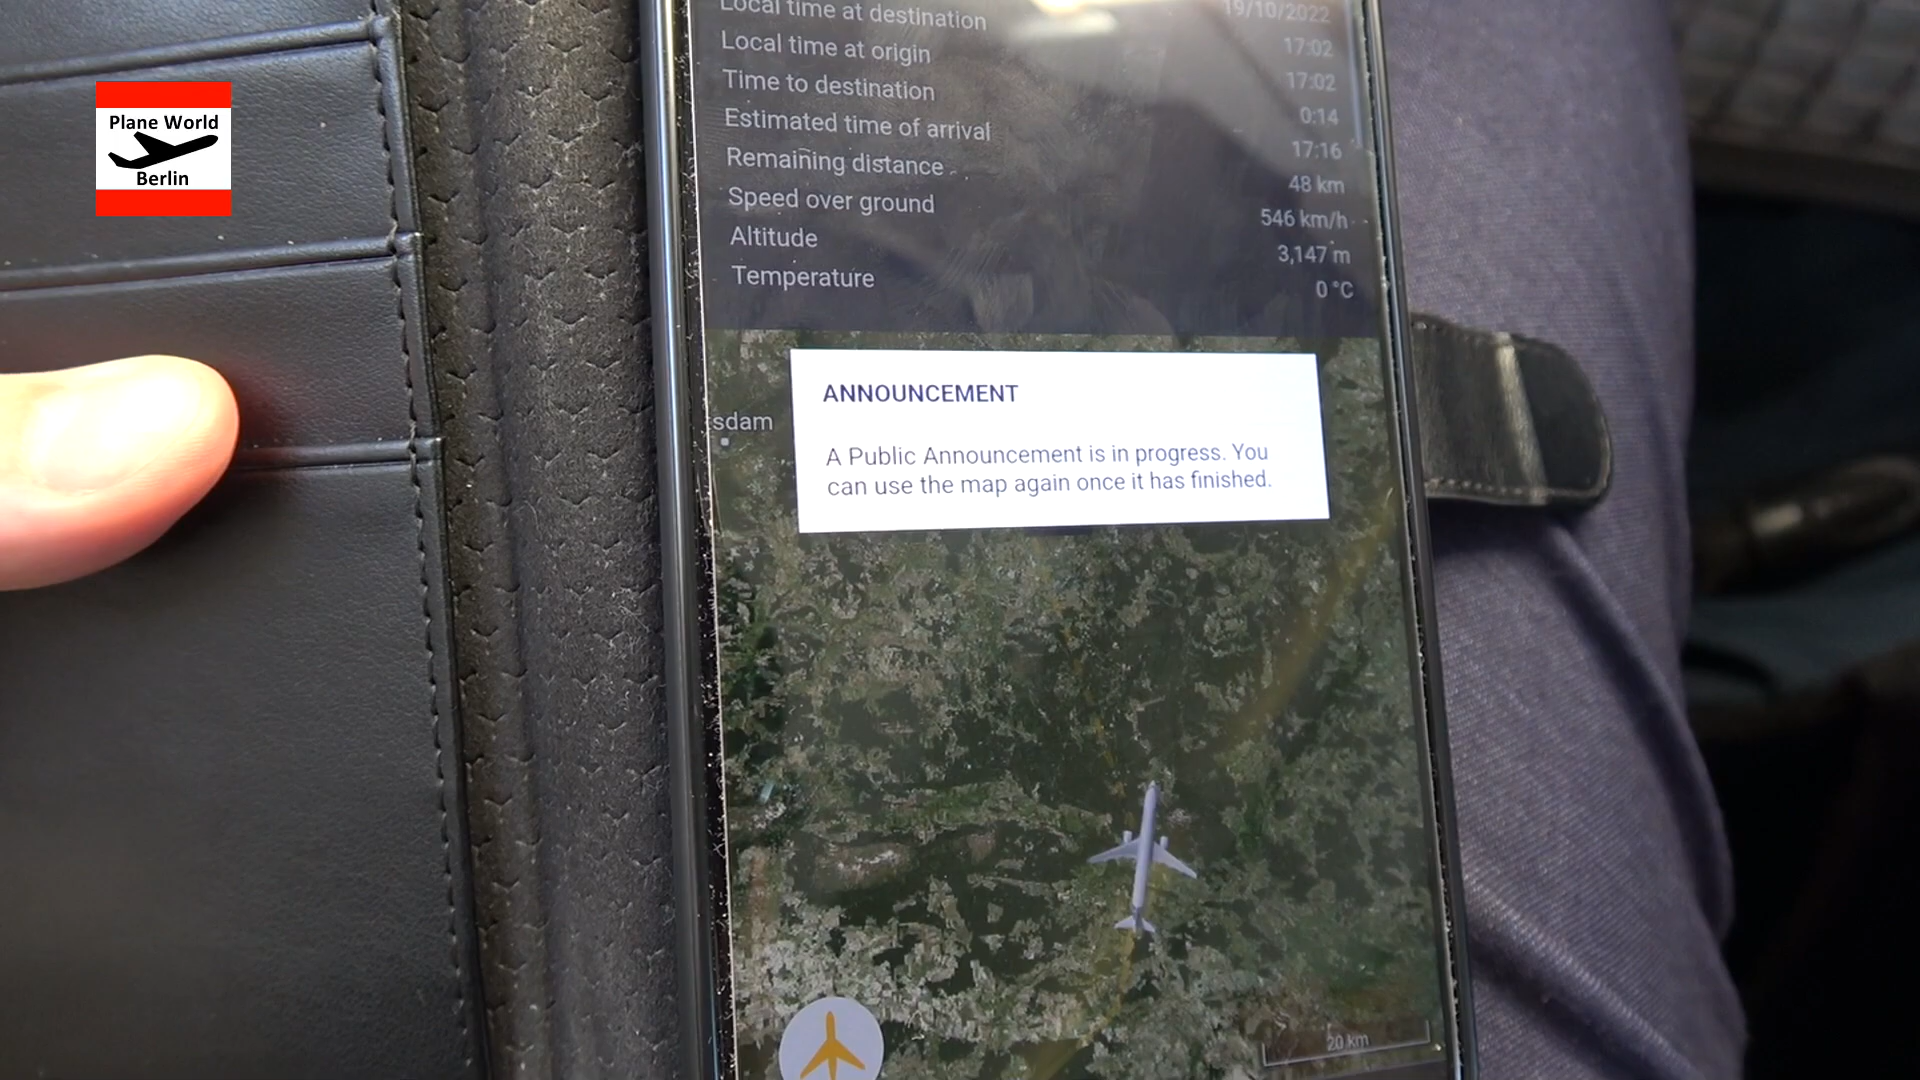 Plane World
Berlin
Local time at destination 19/10/2022
Local time at origin 17:02
Time to destination 17:02
Estimated time of arrival 0:14
Remaining distance 17:16
Speed over ground 48 km
Altitude 546 km/h
Temperature 3,147 m
0 °C
sdam
ANNOUNCEMENT
A Public Announcement is in progress. You
can use the map again once it has finished.
20 km